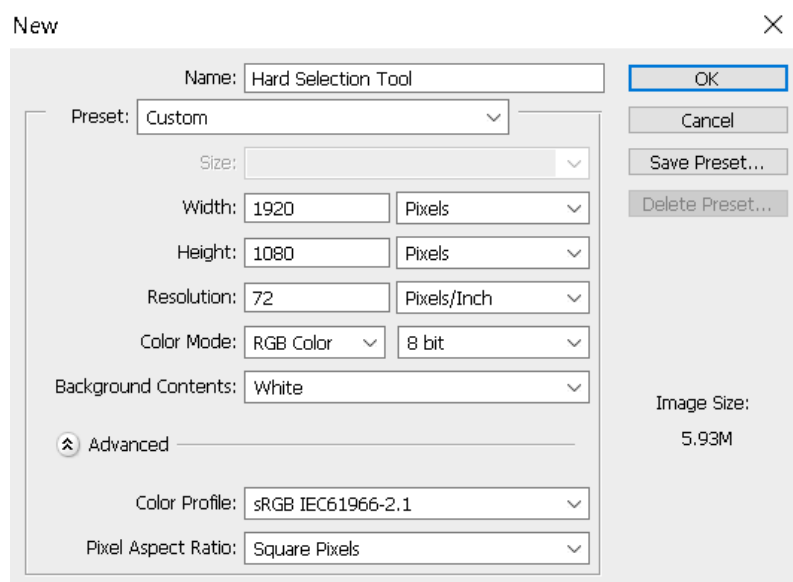 New
Name: Hard Selection Tool
OK
Preset: Custom
Cancel
Size:
Save Preset...
Width: 1920 Pixels
Delete Preset...
Height: 1080 Pixels
Resolution: 72 Pixels/Inch
Color Mode: RGB Color 8 bit
Background Contents: White
Image Size:
5.93M
Advanced
Color Profile: sRGB IEC61966-2.1
Pixel Aspect Ratio: Square Pixels